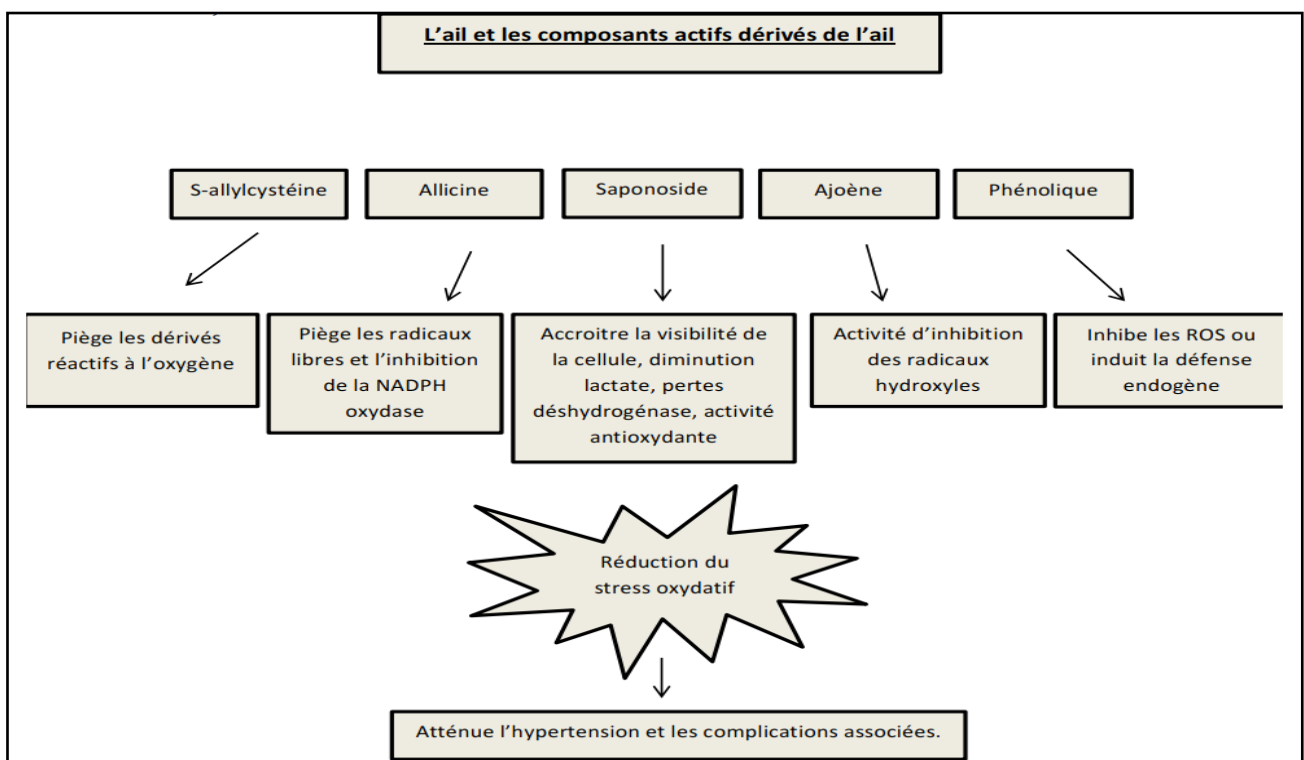 L’ail et les composants actifs dérivés de l’ail
S-allylcystéine
Allicine
Saponoside
Ajoène
Phénolique
Piège les dérivés
réactifs à l’oxygène
Piège les radicaux
libres et l’inhibition
de la NADPH
oxydase
Accroitre la visibilité de
la cellule, diminution
lactate, pertes
déshydrogénase, activité
antioxydante
Activité d’inhibition
des radicaux
hydroxyles
Inhibe les ROS ou
induit la défense
endogène
Réduction du
stress oxydatif
Atténue l’hypertension et les complications associées.